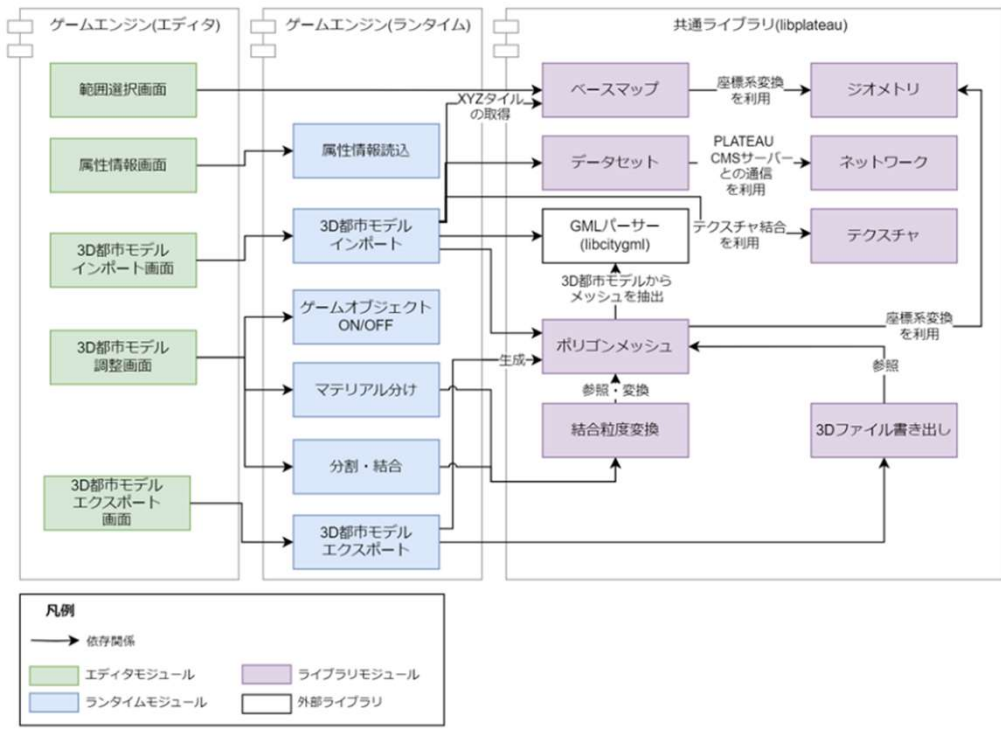 ゲームエンジン(エディタ)
ゲームエンジン(ランタイム)
共通ライブラリ(libplateau)
範囲選択画面
属性情報画面
3D都市モデル
インポート画面
3D都市モデル
調整画面
3D都市モデル
エクスポート
画面
属性情報読込
3D都市モデル
インポート
ゲームオブジェクト
ON/OFF
マテリアル分け
分割・結合
3D都市モデル
エクスポート
XYZタイル
の取得
ベースマップ
座標系変換
を利用
ジオメトリ
データセット
PLATEAU
CMSサーバー
との通信
を利用
ネットワーク
GMLパーサー
(libcitygml)
テクスチャ結合
を利用
テクスチャ
3D都市モデルから
メッシュを抽出
生成
ポリゴンメッシュ
座標系変換
を利用
参照・変換
参照
結合粒度変換
3Dファイル書き出し
凡例
依存関係
エディタモジュール
ライブラリモジュール
ランタイムモジュール
外部ライブラリ